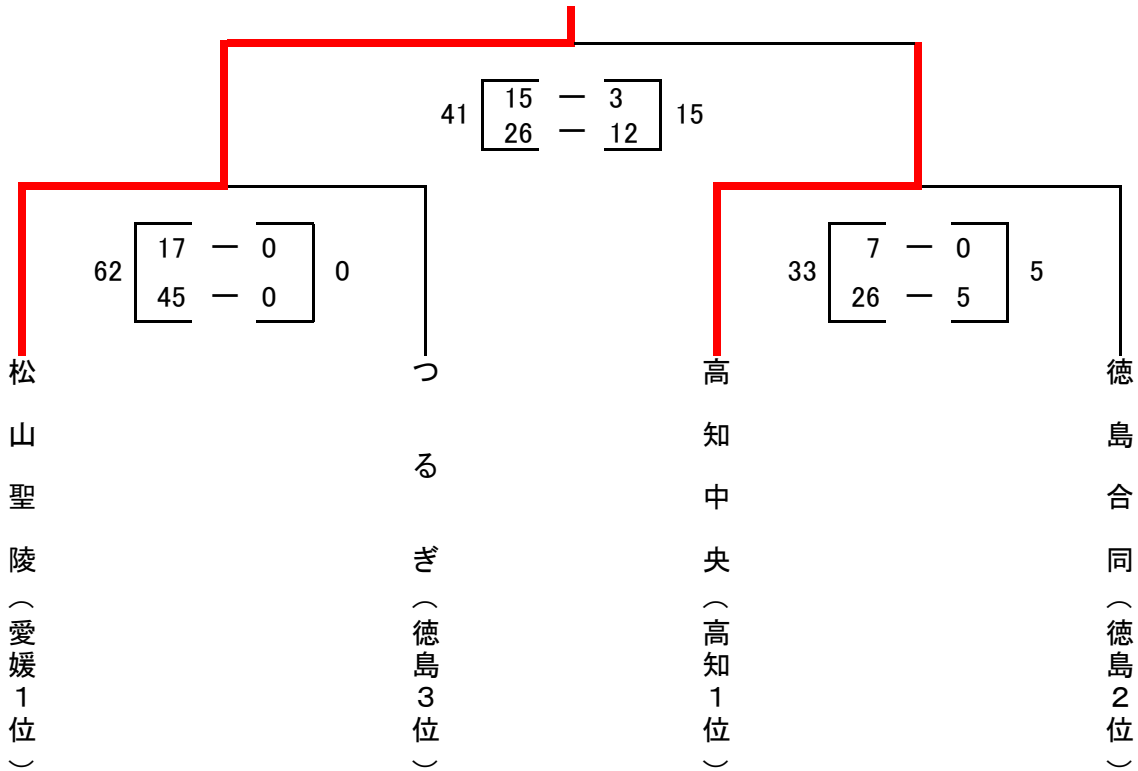 41 15 ー 3 15
26 ー 12
62 17 ー 0 0
45 ー 0
33 7 ー 0 5
26 ー 5
松山聖陵(愛媛1位)
つるぎ(徳島3位)
高知中央(高知1位)
徳島合同(徳島2位)